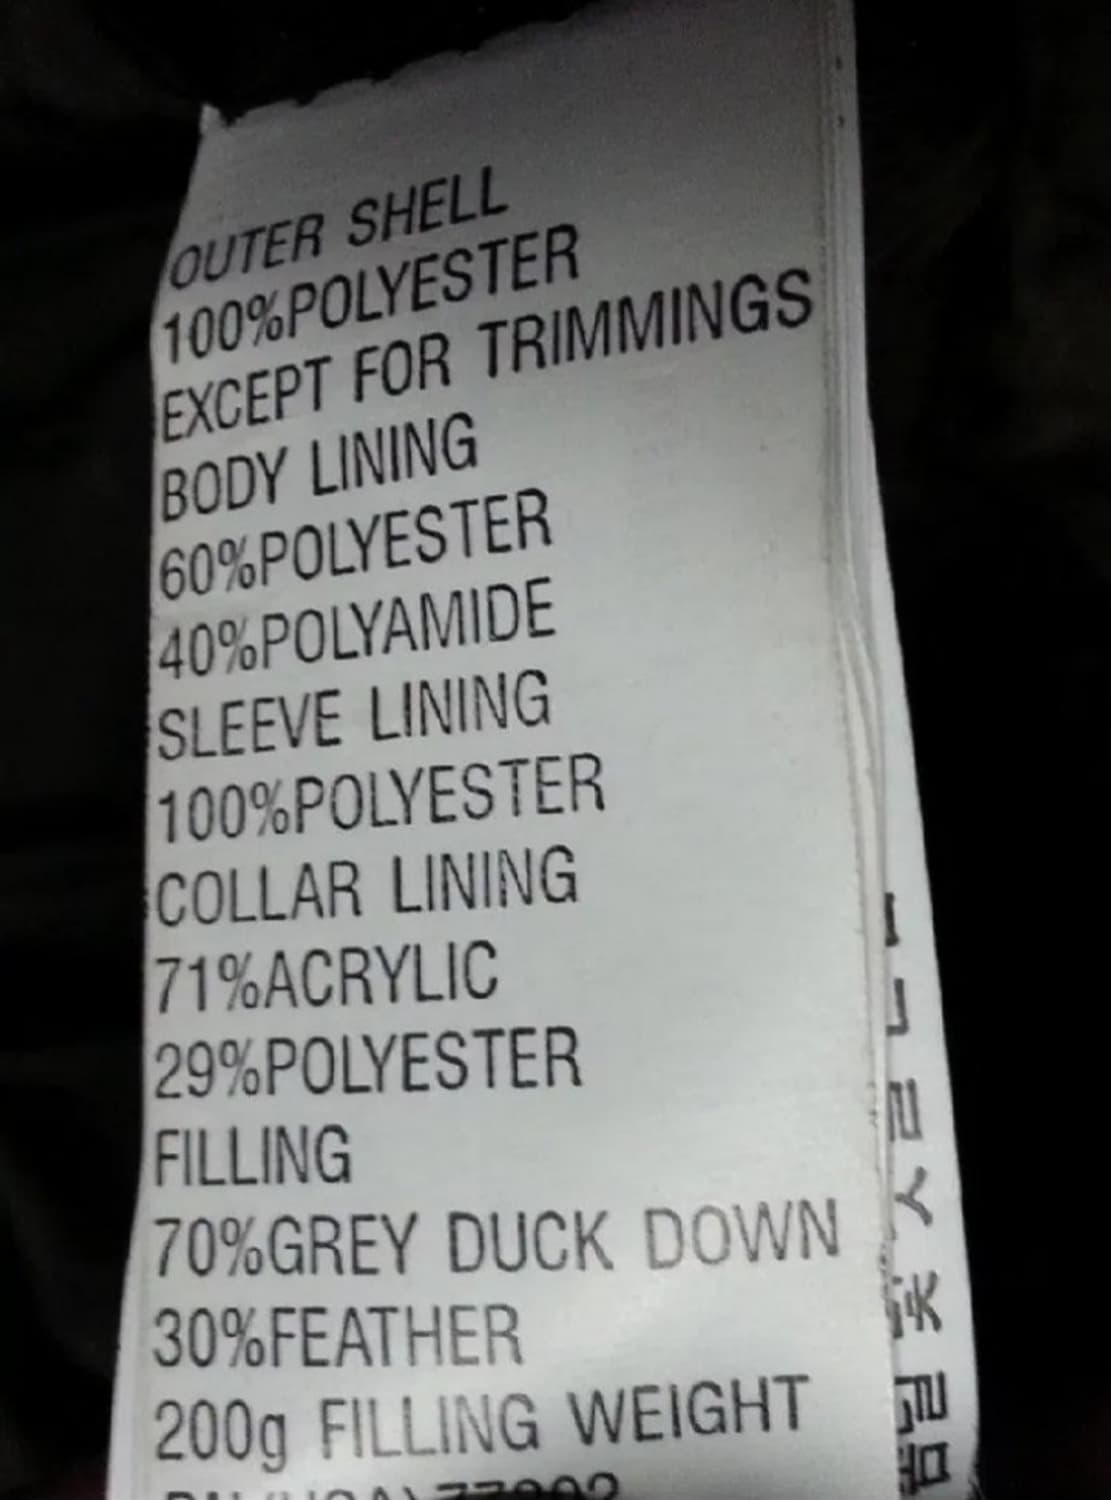 OUTER SHELL
100%POLYESTER
EXCEPT FOR TRIMMINGS
BODY LINING
60%POLYESTER
40%POLYAMIDE
SLEEVE LINING
100%POLYESTER
COLLAR LINING
71%ACRYLIC
29%POLYESTER
FILLING
70%GREY DUCK DOWN
30%FEATHER
200g FILLING WEIGHT